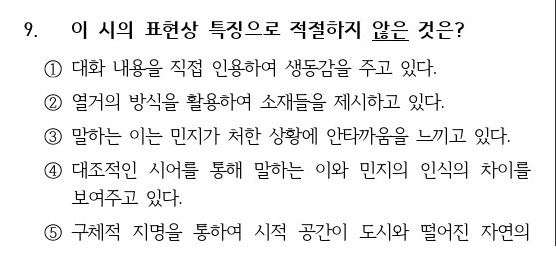 9. 이 시의 표현상 특징으로 적절하지 않은 것은?
① 대화 내용을 직접 인용하여 생동감을 주고 있다.
② 열거의 방식을 활용하여 소재들을 제시하고 있다.
③ 말하는 이는 민지가 처한 상황에 안타까움을 느끼고 있다.
④ 대조적인 시어를 통해 말하는 이와 민지의 인식의 차이를
보여주고 있다.
⑤ 구체적 지명을 통하여 시적 공간이 도시와 떨어진 자연의